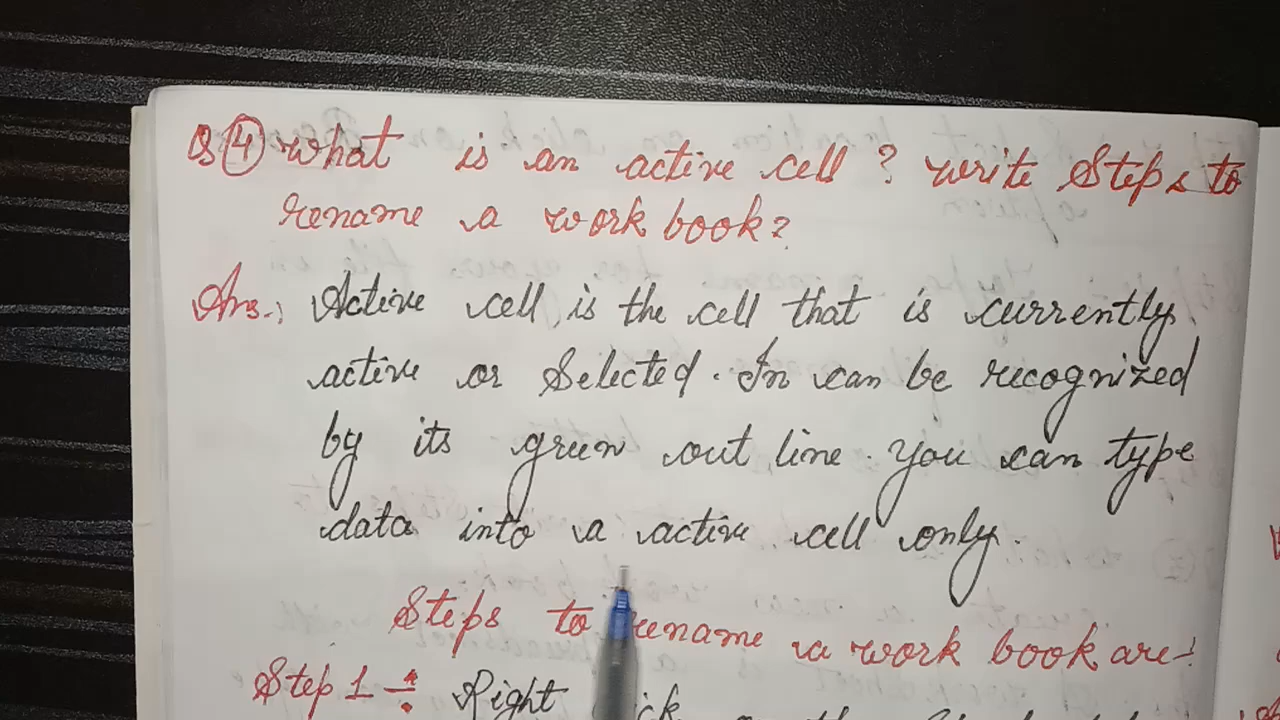 Q④ What is an active cell? Write Steps to
rename a work book?
Ans.: Active cell, is the cell that is currently
active or Selected. In can be recognized
by its green out line. You can type
data into a active cell only.
Steps to rename a work book are:
Step 1 ÷ Right